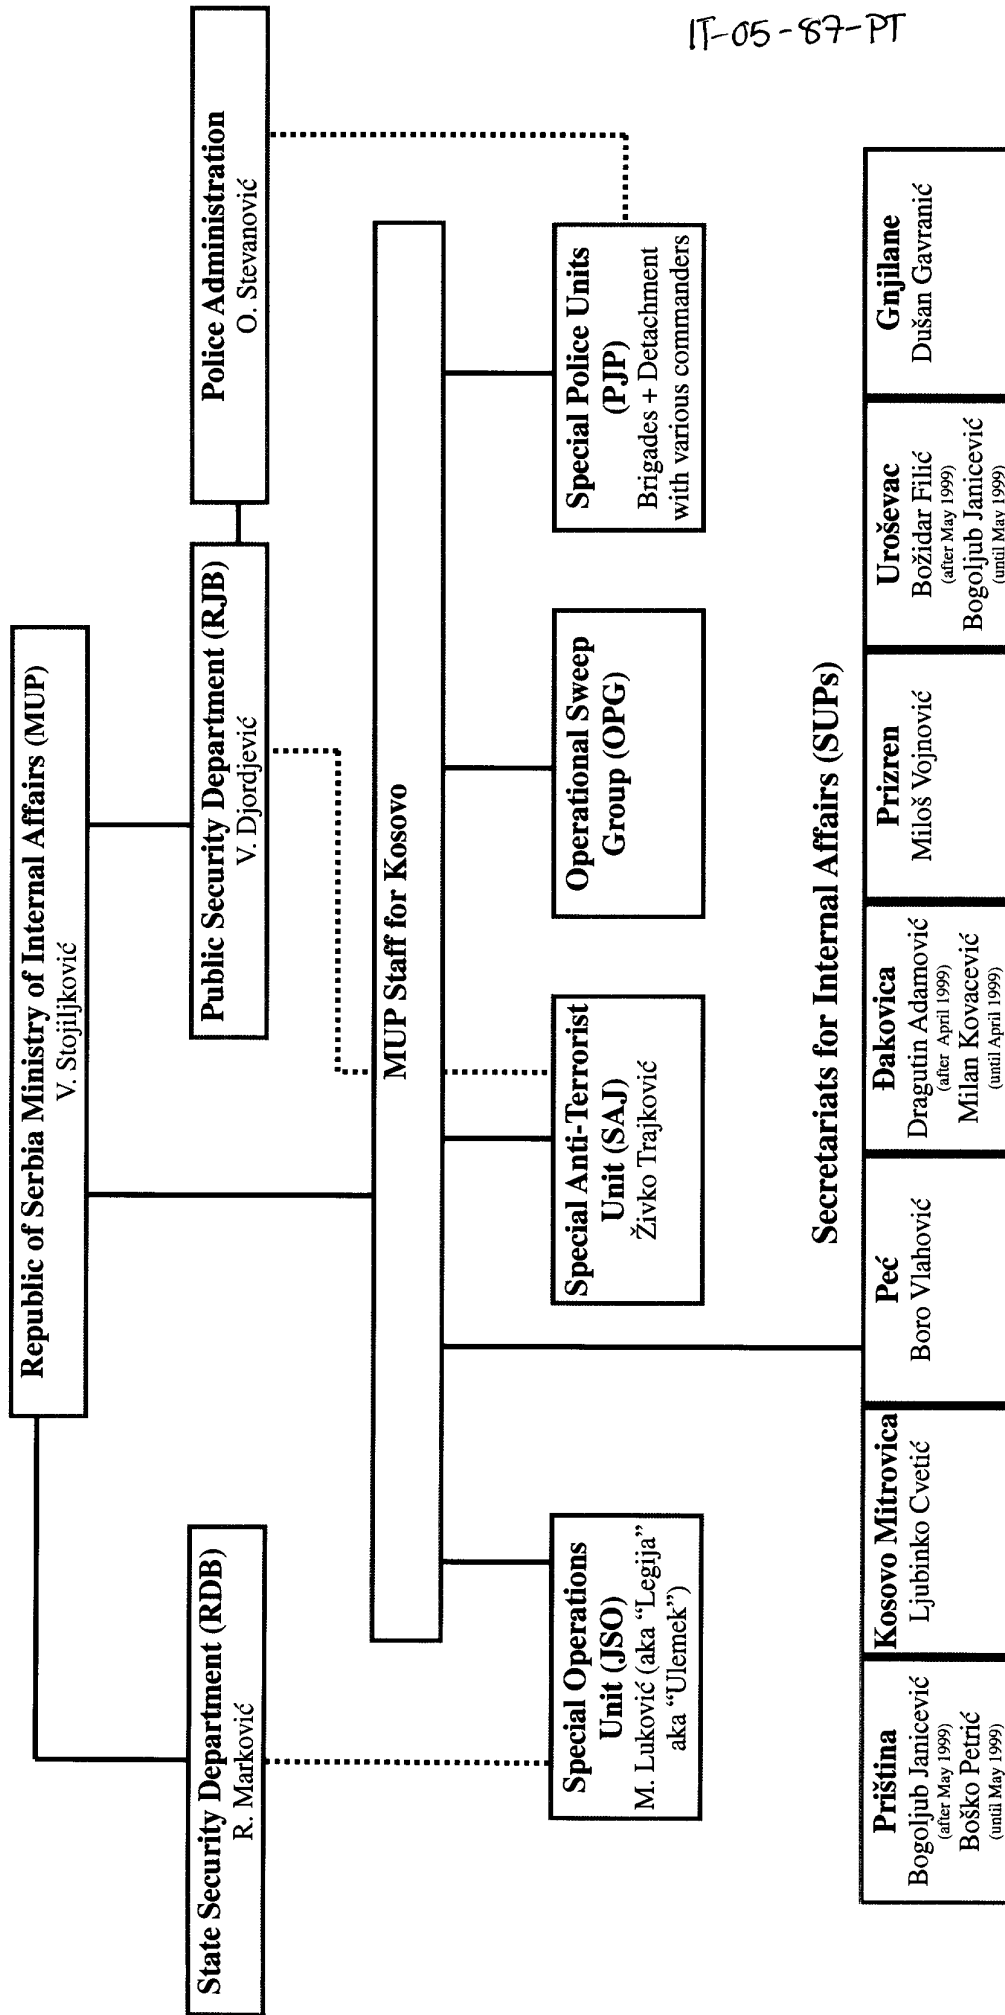 IT-05-87-PT
Republic of Serbia Ministry of Internal Affairs (MUP)
V. Stojiljković
State Security Department (RDB)
R. Marković
Public Security Department (RJB)
V. Djordjević
Police Administration
O. Stevanović
MUP Staff for Kosovo
Special Operations
Unit (JSO)
M. Luković (aka “Legija”
aka “Ulemek”)
Special Anti-Terrorist
Unit (SAJ)
Živko Trajković
Operational Sweep
Group (OPG)
Special Police Units
(PJP)
Brigades + Detachment
with various commanders
Secretariats for Internal Affairs (SUPs)
Priština
Bogoljub Janicević
(after May 1999)
Boško Petrić
(until May 1999)
Kosovo Mitrovica
Ljubinko Cvetić
Peć
Boro Vlahović
Đakovica
Dragutin Adamović
(after April 1999)
Milan Kovacević
(until April 1999)
Prizren
Miloš Vojnović
Uroševac
Božidar Filić
(after May 1999)
Bogoljub Janicević
(until May 1999)
Gnjilane
Dušan Gavranić